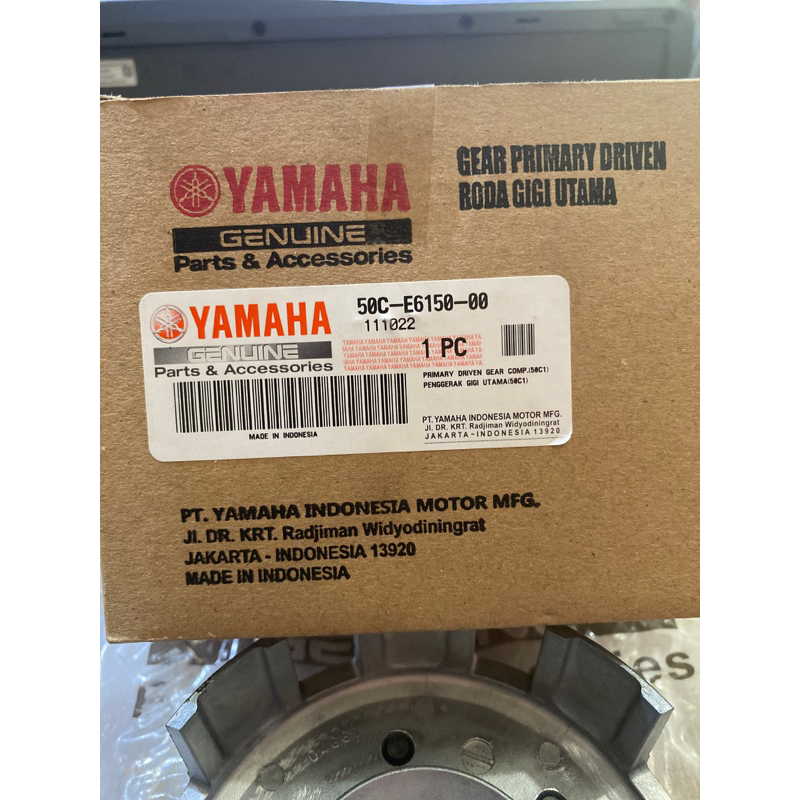 YAMAHA
GENUINE
Parts & Accessories
GEAR PRIMARY DRIVEN
RODA GIGI UTAMA
YAMAHA
GENUINE
Parts & Accessories
MADE IN INDONESIA
50C-E6150-00
111022
1 PC
PRIMARY DRIVEN GEAR COMP.(50C1)
PENGGERAK GIGI UTAMA(50C1)
PT. YAMAHA INDONESIA MOTOR MFG.
Jl. DR. KRT. Radjiman Widyodiningrat
JAKARTA - INDONESIA 13920
PT. YAMAHA INDONESIA MOTOR MFG.
Jl. DR. KRT. Radjiman Widyodiningrat
JAKARTA - INDONESIA 13920
MADE IN INDONESIA